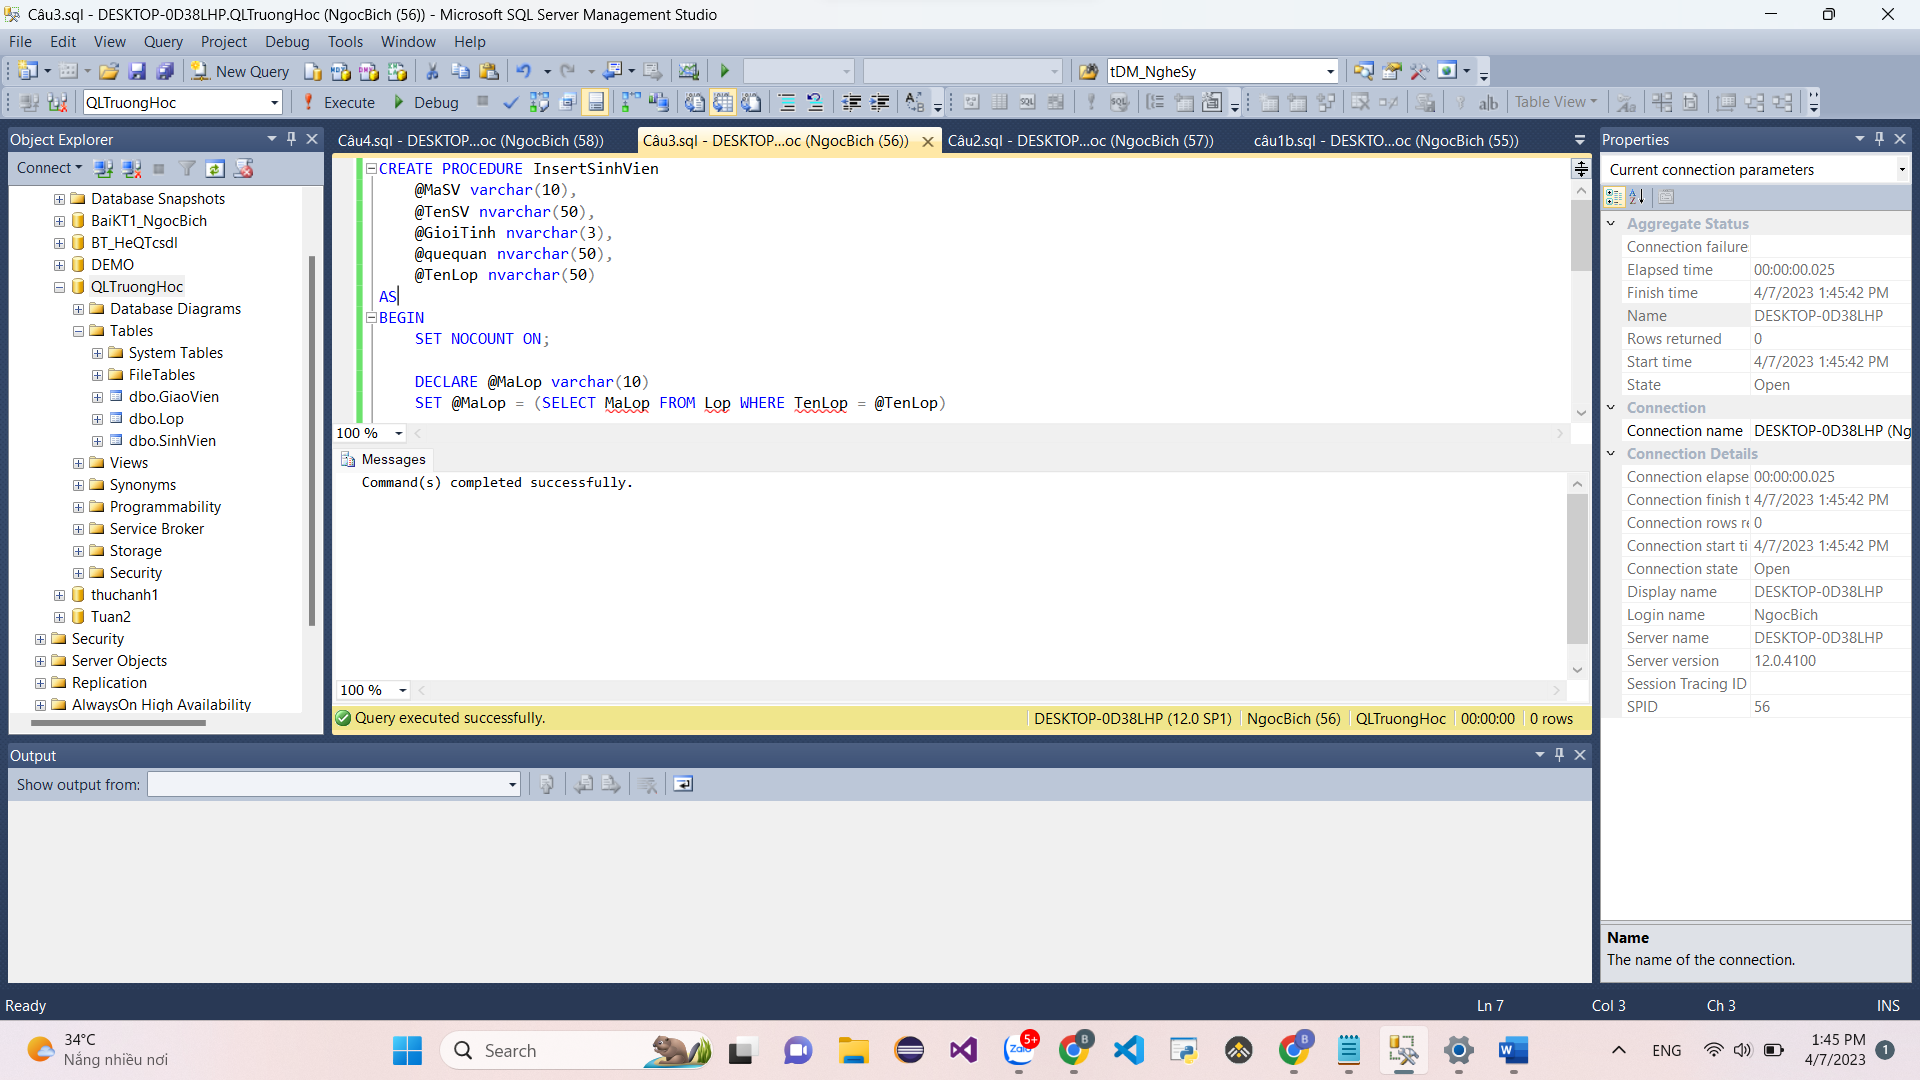 Câu3.sql - DESKTOP-0D38LHP.QLTruongHoc (NgocBich (56)) - Microsoft SQL Server Management Studio
File Edit View Query Project Debug Tools Window Help
New Query tDM_NgheSy
QLTruongHoc Execute Debug Table View
Object Explorer
Connect
Database Snapshots
BaiKT1_NgocBich
BT_HeQTcsdl
DEMO
QLTruongHoc
Database Diagrams
Tables
System Tables
FileTables
dbo.GiaoVien
dbo.Lop
dbo.SinhVien
Views
Synonyms
Programmability
Service Broker
Storage
Security
thuchanh1
Tuan2
Security
Server Objects
Replication
AlwaysOn High Availability
Câu4.sql - DESKTOP...oc (NgocBich (58)) Câu3.sql - DESKTOP...oc (NgocBich (56)) Câu2.sql - DESKTOP...oc (NgocBich (57)) câu1b.sql - DESKTO...oc (NgocBich (55))
CREATE PROCEDURE InsertSinhVien
@MaSV varchar(10),
@TenSV nvarchar(50),
@GioiTinh nvarchar(3),
@quequan nvarchar(50),
@TenLop nvarchar(50)
AS
BEGIN
SET NOCOUNT ON;
DECLARE @MaLop varchar(10)
SET @MaLop = (SELECT MaLop FROM Lop WHERE TenLop = @TenLop)
100 %
Messages
Command(s) completed successfully.
100 %
Query executed successfully. DESKTOP-0D38LHP (12.0 SP1) NgocBich (56) QLTruongHoc 00:00:00 0 rows
Properties
Current connection parameters
Aggregate Status
Connection failure
Elapsed time 00:00:00.025
Finish time 4/7/2023 1:45:42 PM
Name DESKTOP-0D38LHP
Rows returned 0
Start time 4/7/2023 1:45:42 PM
State Open
Connection
Connection name DESKTOP-0D38LHP (Ng
Connection Details
Connection elapse 00:00:00.025
Connection finish t 4/7/2023 1:45:42 PM
Connection rows re 0
Connection start ti 4/7/2023 1:45:42 PM
Connection state Open
Display name DESKTOP-0D38LHP
Login name NgocBich
Server name DESKTOP-0D38LHP
Server version 12.0.4100
Session Tracing ID
SPID 56
Name
The name of the connection.
Output
Show output from:
Ready Ln 7 Col 3 Ch 3 INS
34°C
Nắng nhiều nơi
Search
Zalo 5+
B
B
ENG
1:45 PM
4/7/2023
1